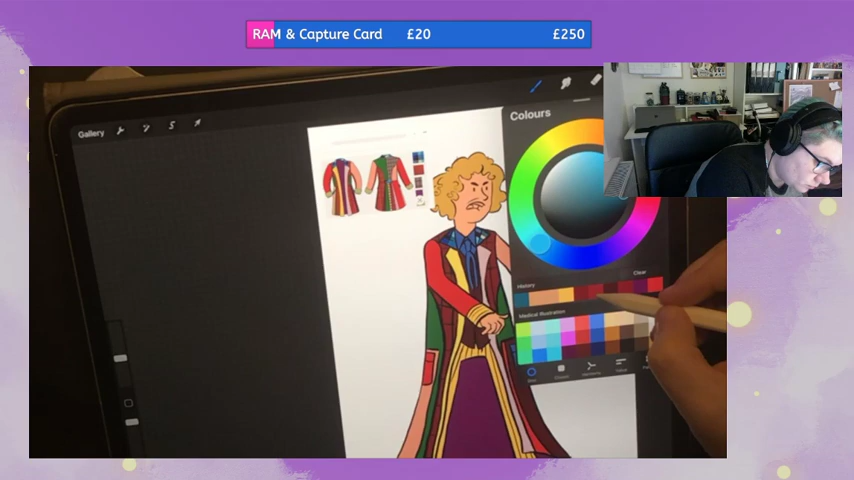 RAM & Capture Card £20 £250
Gallery
Colours
History Clear
Medical Illustration